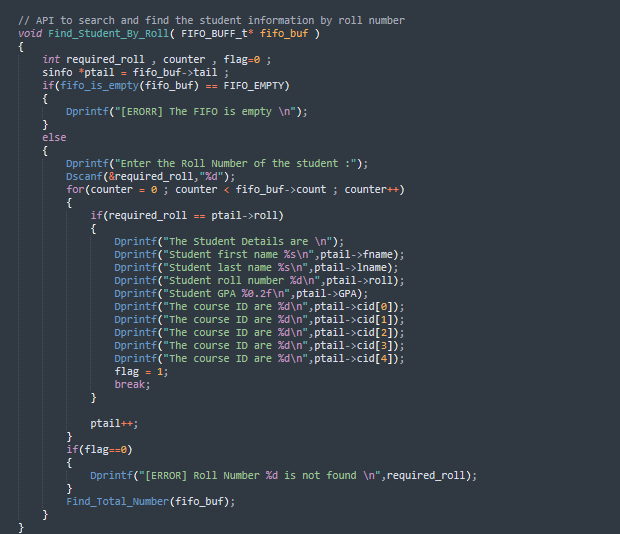 // API to search and find the student information by roll number
void Find_Student_By_Roll( FIFO_BUFF_t* fifo_buf )
{
    int required_roll , counter , flag=0 ;
    sinfo *ptail = fifo_buf->tail ;
    if(fifo_is_empty(fifo_buf) == FIFO_EMPTY)
    {
        Dprintf("[ERORR] The FIFO is empty \n");
    }
    else
    {
        Dprintf("Enter the Roll Number of the student :");
        Dscanf(&required_roll,"%d");
        for(counter = 0 ; counter < fifo_buf->count ; counter++)
        {
            if(required_roll == ptail->roll)
            {
                Dprintf("The Student Details are \n");
                Dprintf("Student first name %s\n",ptail->fname);
                Dprintf("Student last name %s\n",ptail->lname);
                Dprintf("Student roll number %d\n",ptail->roll);
                Dprintf("Student GPA %0.2f\n",ptail->GPA);
                Dprintf("The course ID are %d\n",ptail->cid[0]);
                Dprintf("The course ID are %d\n",ptail->cid[1]);
                Dprintf("The course ID are %d\n",ptail->cid[2]);
                Dprintf("The course ID are %d\n",ptail->cid[3]);
                Dprintf("The course ID are %d\n",ptail->cid[4]);
                flag = 1;
                break;
            }

            ptail++;
        }
        if(flag==0)
        {
            Dprintf("[ERROR] Roll Number %d is not found \n",required_roll);
        }
        Find_Total_Number(fifo_buf);
    }
}